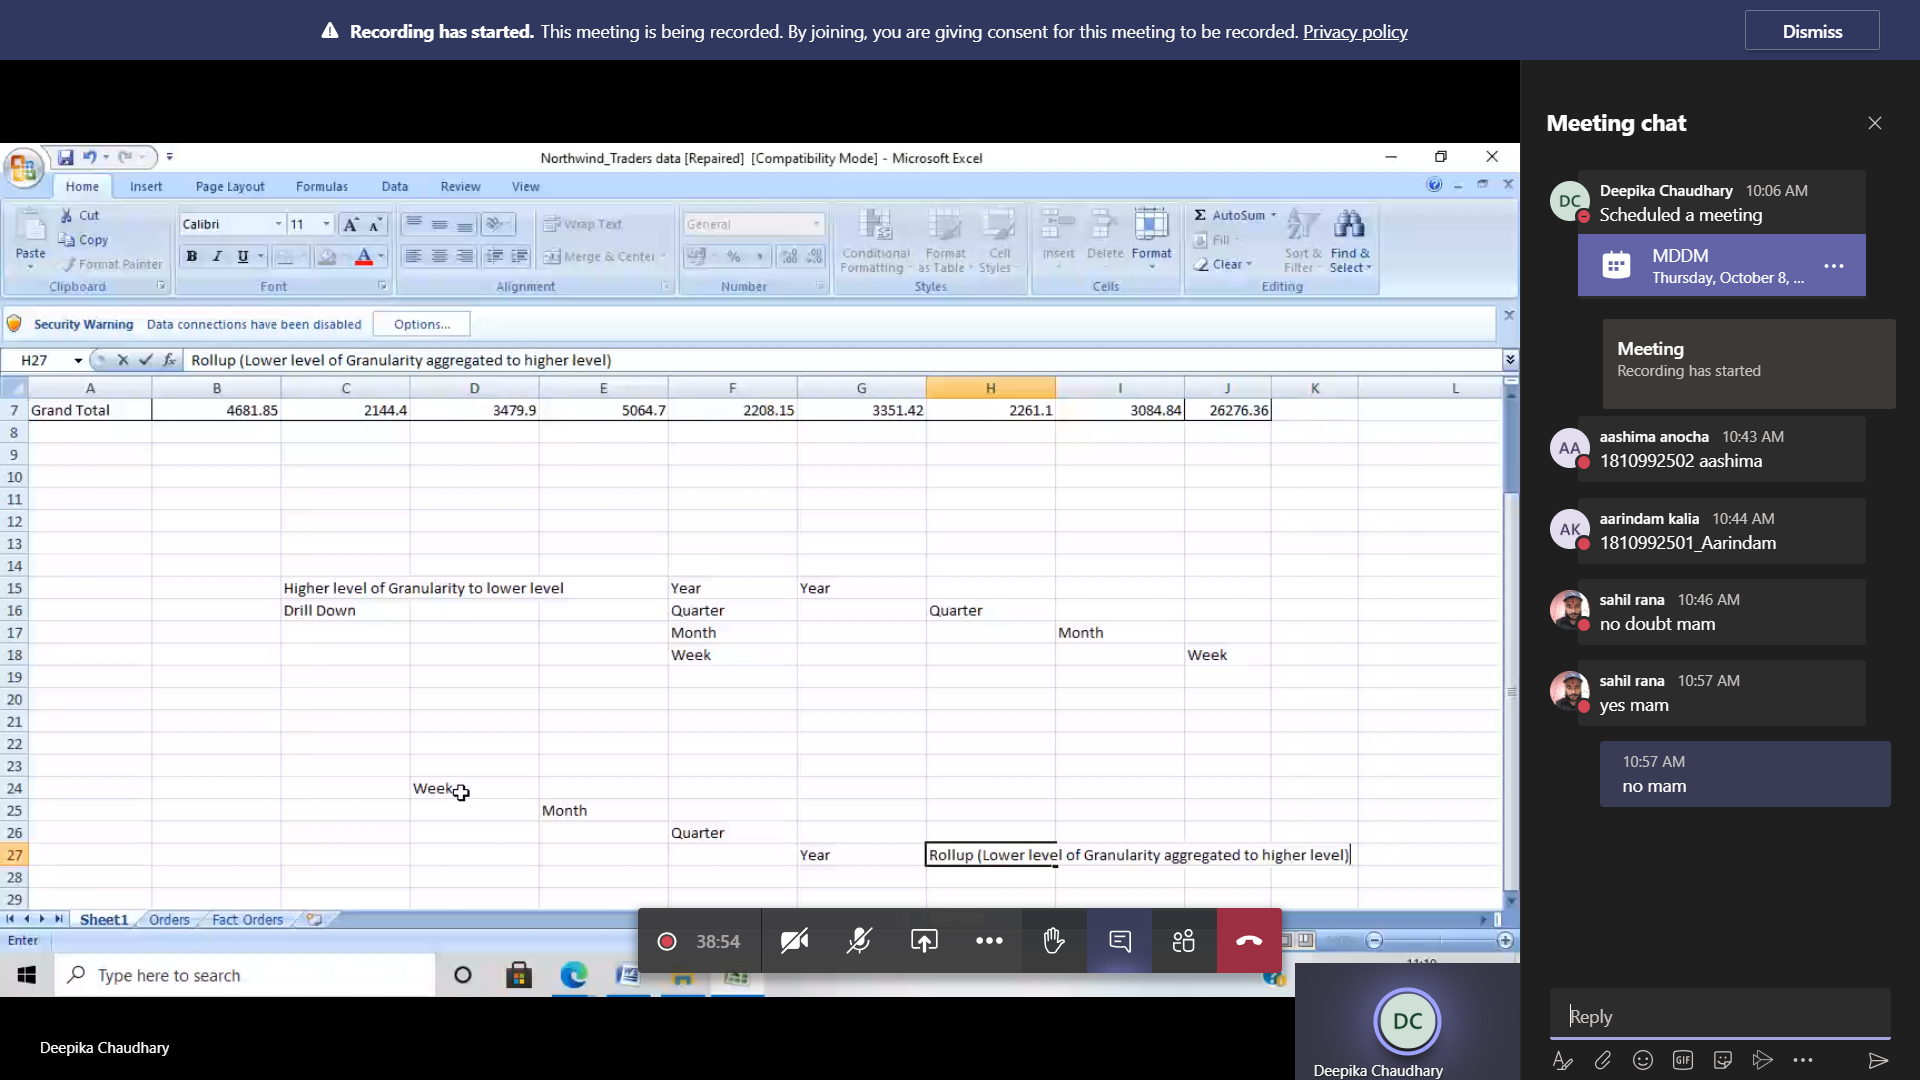 Recording has started. This meeting is being recorded. By joining, you are giving consent for this meeting to be recorded. Privacy policy
Dismiss
Northwind_Traders data [Repaired] [Compatibility Mode] - Microsoft Excel
Home Insert Page Layout Formulas Data Review View
Paste Cut Copy Format Painter
Clipboard
Calibri 11
B I U
Font
Wrap Text
Merge & Center
Alignment
General
Number
Conditional Formatting Format as Table Cell Styles
Styles
Insert Delete Format
Cells
AutoSum Fill Clear Sort & Filter Find & Select
Editing
Security Warning Data connections have been disabled Options...
H27 fx Rollup (Lower level of Granularity aggregated to higher level)
A B C D E F G H I J K L
7 Grand Total 4681.85 2144.4 3479.9 5064.7 2208.15 3351.42 2261.1 3084.84 26276.36
8
9
10
11
12
13
14
15 Higher level of Granularity to lower level Year Year
16 Drill Down Quarter Quarter
17 Month Month
18 Week Week
19
20
21
22
23
24 Week
25 Month
26 Quarter
27 Year Rollup (Lower level of Granularity aggregated to higher level)
28
29
Sheet1 Orders Fact Orders
Enter
38:54
Type here to search
Deepika Chaudhary
DC
Deepika Chaudhary
Meeting chat
DC
Deepika Chaudhary 10:06 AM
Scheduled a meeting
MDDM
Thursday, October 8, ...
Meeting
Recording has started
AA
aashima anocha 10:43 AM
1810992502 aashima
AK
aarindam kalia 10:44 AM
1810992501_Aarindam
sahil rana 10:46 AM
no doubt mam
sahil rana 10:57 AM
yes mam
10:57 AM
no mam
Reply
GIF